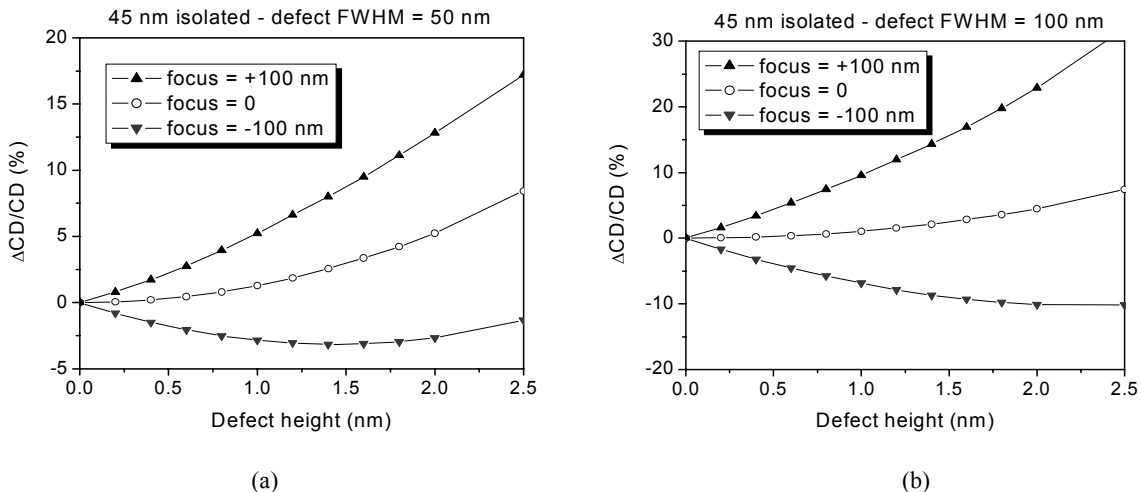 45 nm isolated - defect FWHM = 50 nm
20
15
10
5
0
-5
ΔCD/CD (%)
focus = +100 nm
focus = 0
focus = -100 nm
0.0 0.5 1.0 1.5 2.0 2.5
Defect height (nm)
(a)
45 nm isolated - defect FWHM = 100 nm
30
20
10
0
-10
-20
ΔCD/CD (%)
focus = +100 nm
focus = 0
focus = -100 nm
0.0 0.5 1.0 1.5 2.0 2.5
Defect height (nm)
(b)